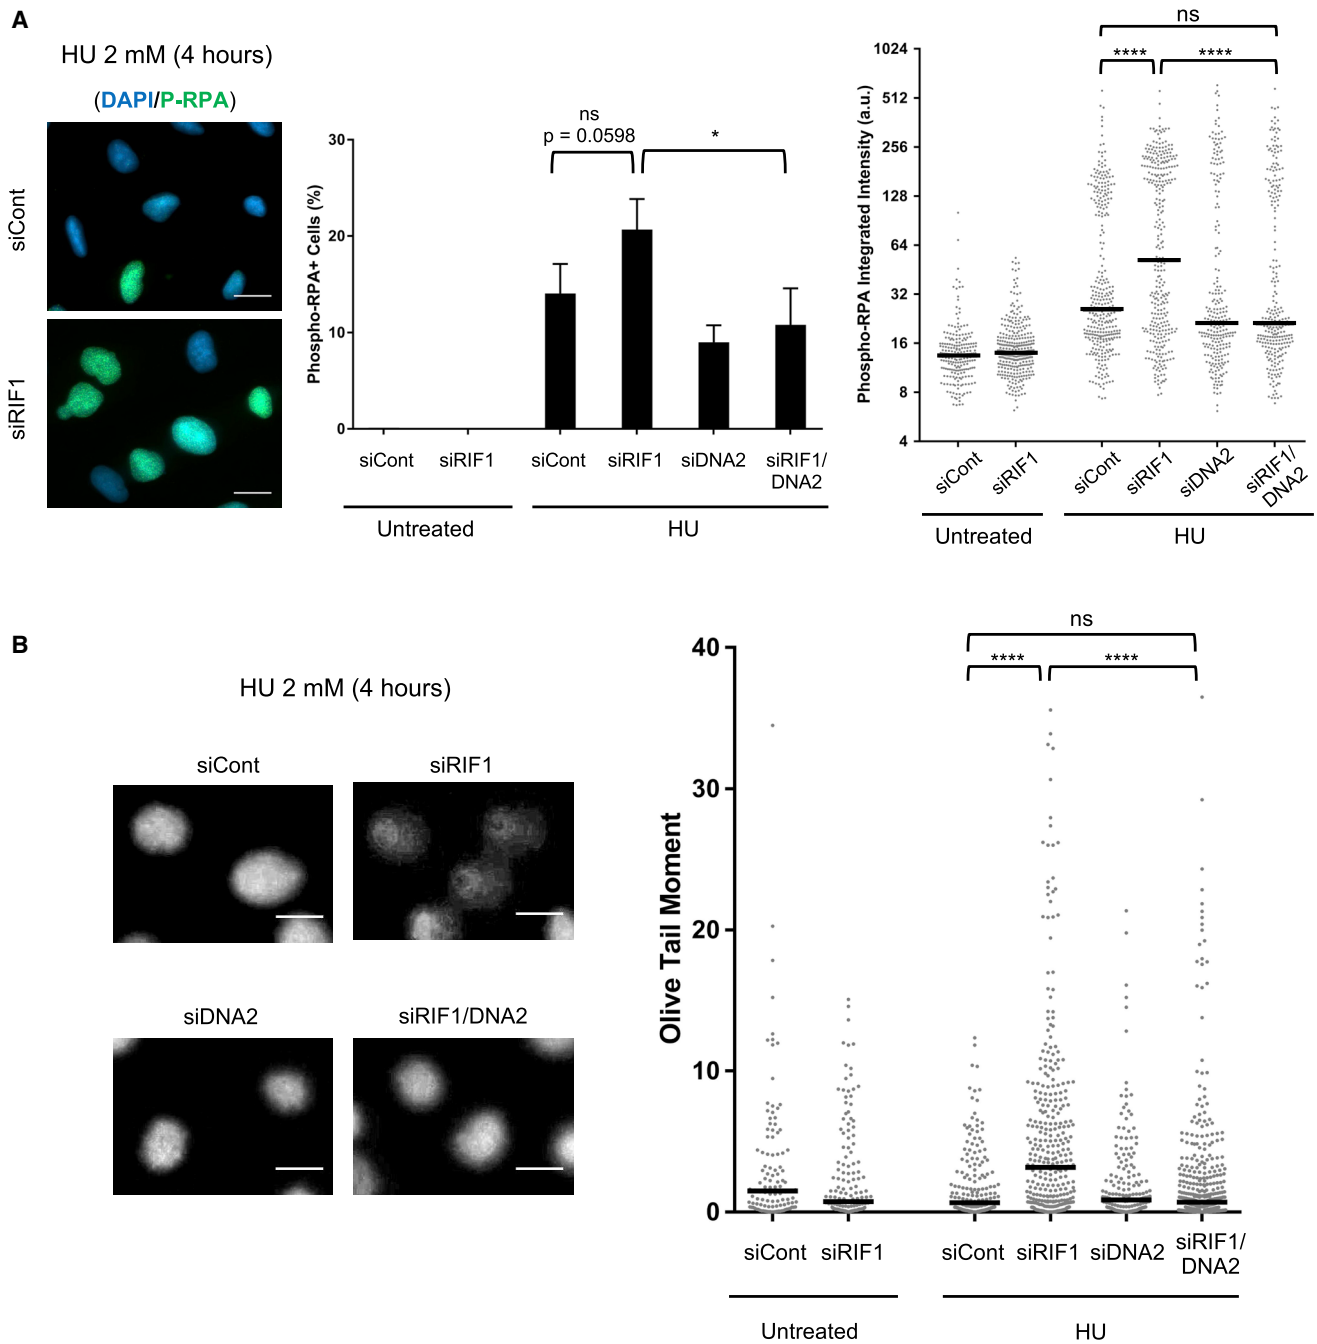 A
HU 2 mM (4 hours)
(DAPI/P-RPA)
siCont
siRIF1
Phospho-RPA+ Cells (%)
30
20
10
0
ns
p = 0.0598
*
siCont siRIF1 siCont siRIF1 siDNA2 siRIF1/
DNA2
Untreated HU
Phospho-RPA Integrated Intensity (a.u.)
1024
512
256
128
64
32
16
8
4
ns
**** ****
siCont siRIF1 siCont siRIF1 siDNA2 siRIF1/
DNA2
Untreated HU
B
HU 2 mM (4 hours)
siCont siRIF1
siDNA2 siRIF1/DNA2
Olive Tail Moment
40
30
20
10
0
ns
**** ****
siCont siRIF1 siCont siRIF1 siDNA2 siRIF1/
DNA2
Untreated HU